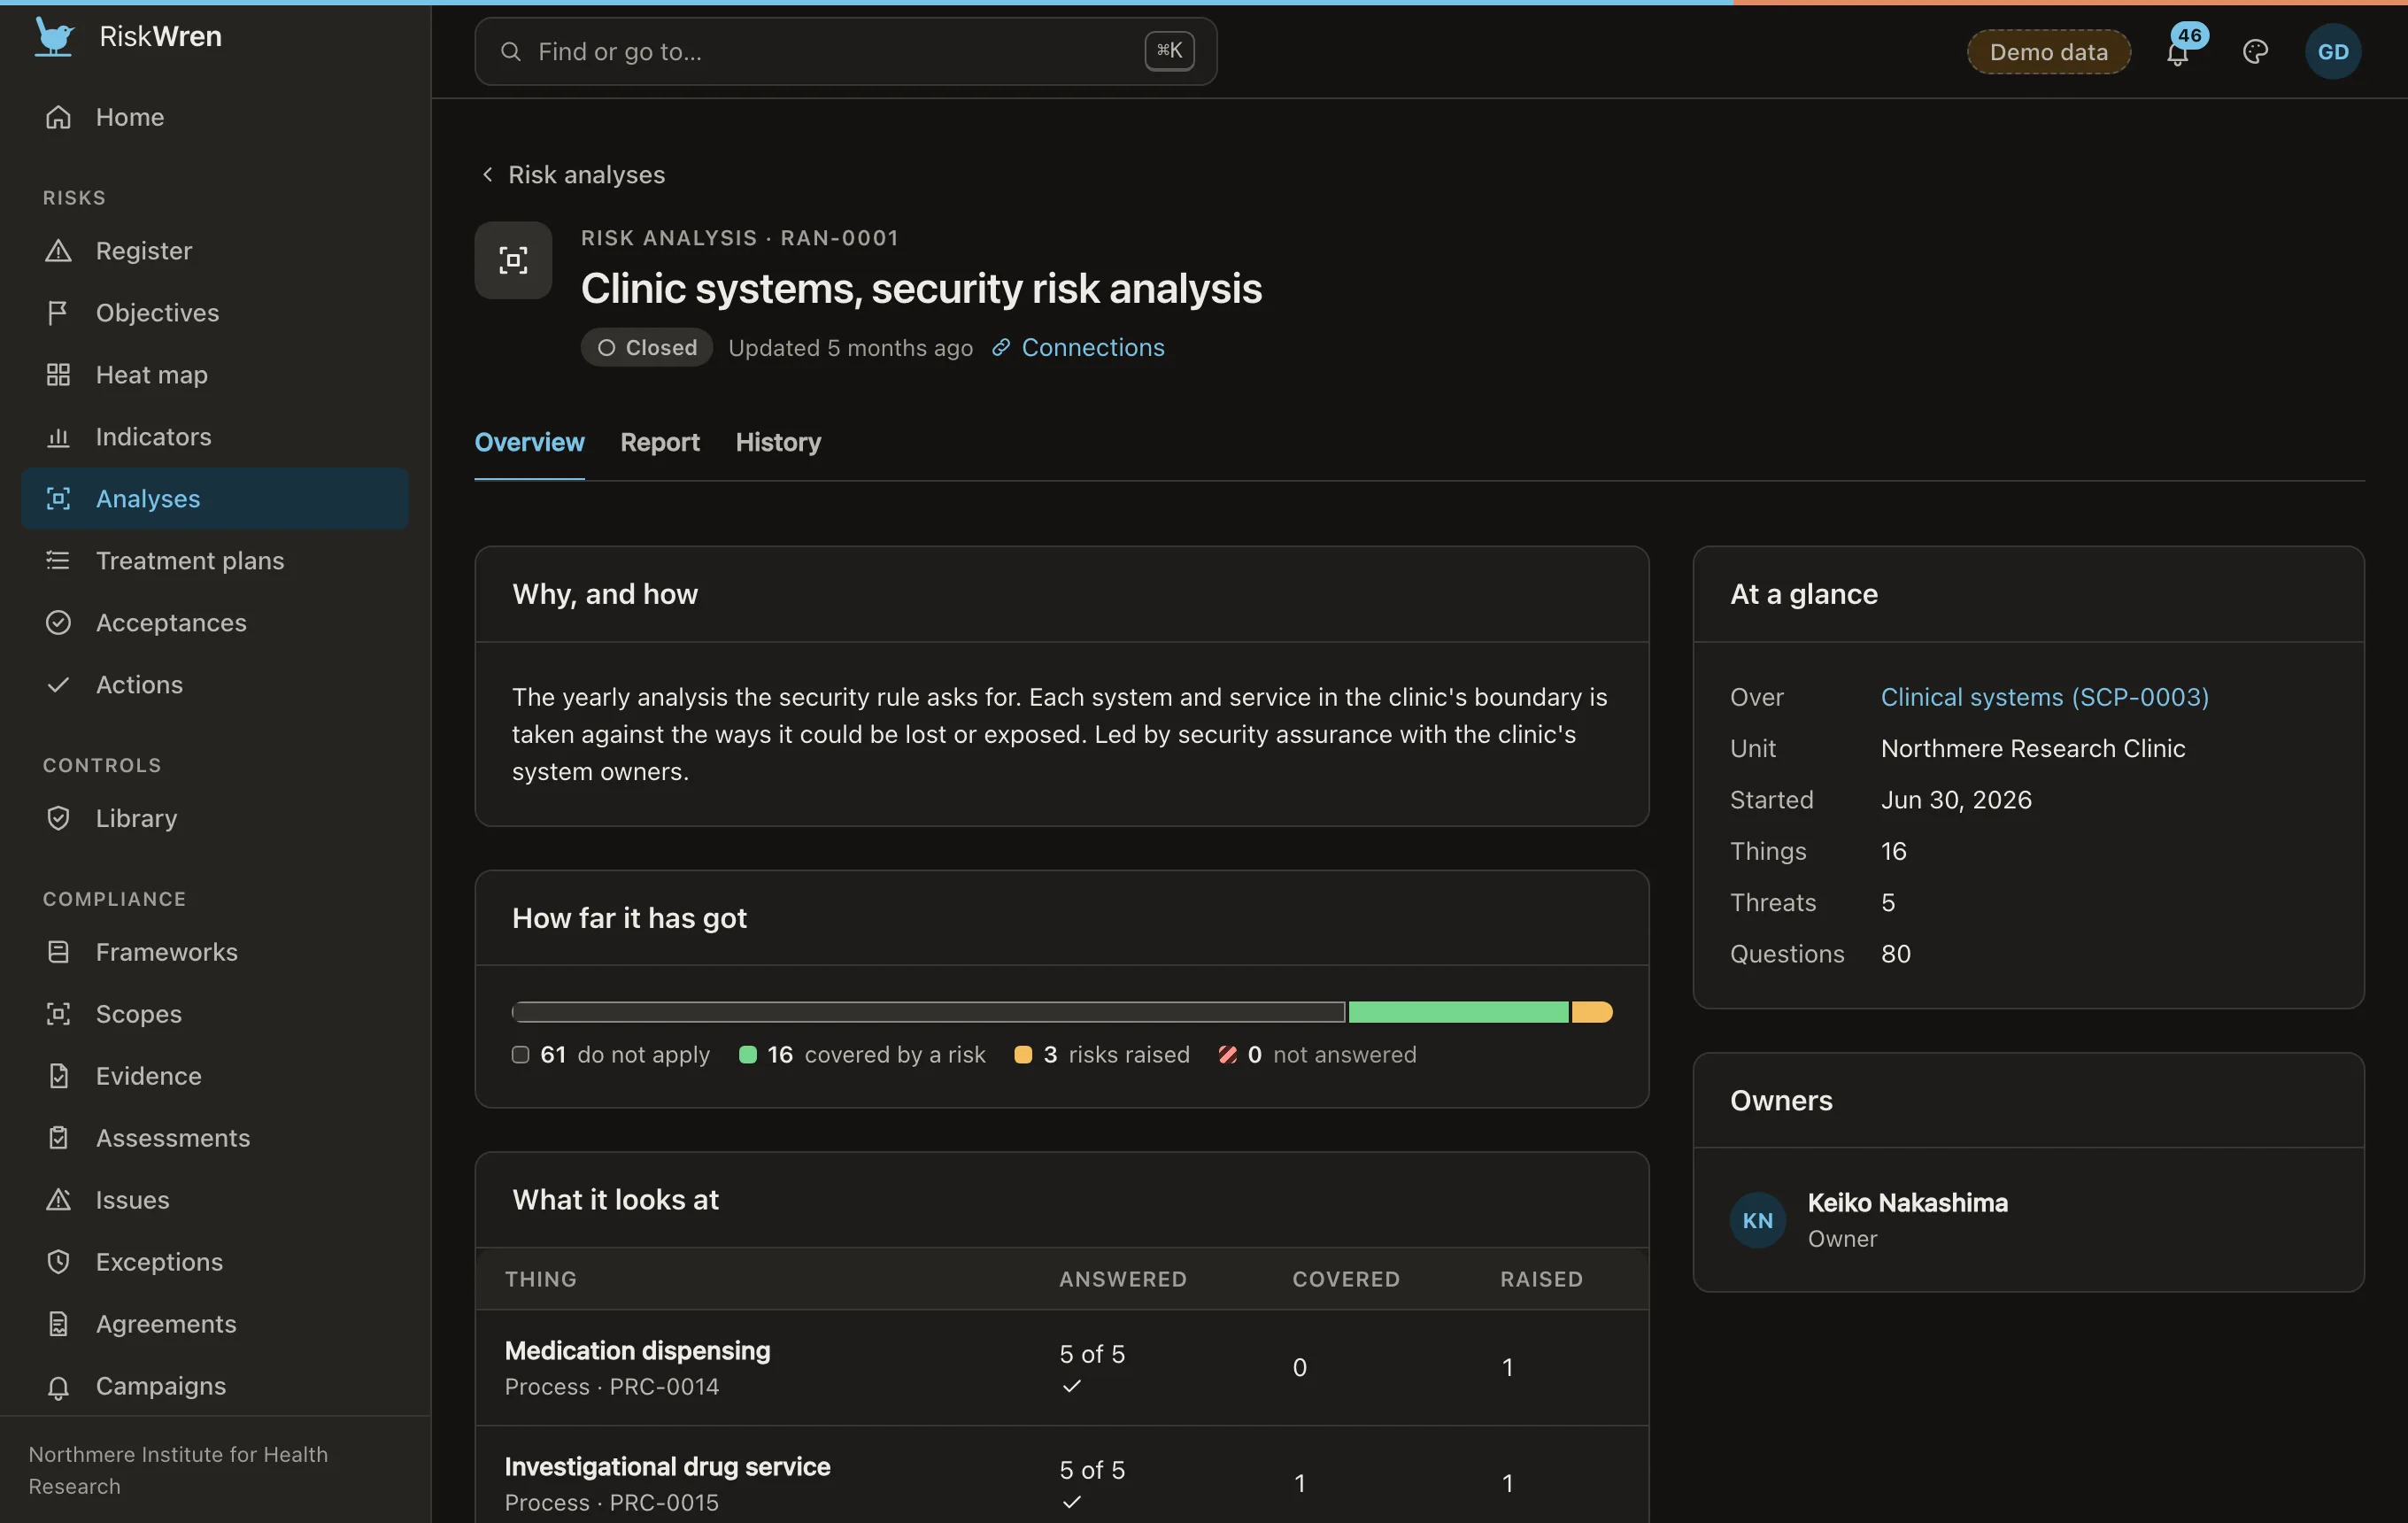 RiskWren
Find or go to...
⌘K
Demo data
46
GD
Home
RISKS
Register
Objectives
Heat map
Indicators
Analyses
Treatment plans
Acceptances
Actions
CONTROLS
Library
COMPLIANCE
Frameworks
Scopes
Evidence
Assessments
Issues
Exceptions
Agreements
Campaigns
Northmere Institute for Health
Research
Risk analyses
RISK ANALYSIS · RAN-0001
Clinic systems, security risk analysis
Closed Updated 5 months ago Connections
Overview Report History
Why, and how
The yearly analysis the security rule asks for. Each system and service in the clinic's boundary is
taken against the ways it could be lost or exposed. Led by security assurance with the clinic's
system owners.
How far it has got
61 do not apply 16 covered by a risk 3 risks raised 0 not answered
What it looks at
THING ANSWERED COVERED RAISED
Medication dispensing 5 of 5 0 1
Process · PRC-0014
Investigational drug service 5 of 5 1 1
Process · PRC-0015
At a glance
Over Clinical systems (SCP-0003)
Unit Northmere Research Clinic
Started Jun 30, 2026
Things 16
Threats 5
Questions 80
Owners
KN
Keiko Nakashima
Owner